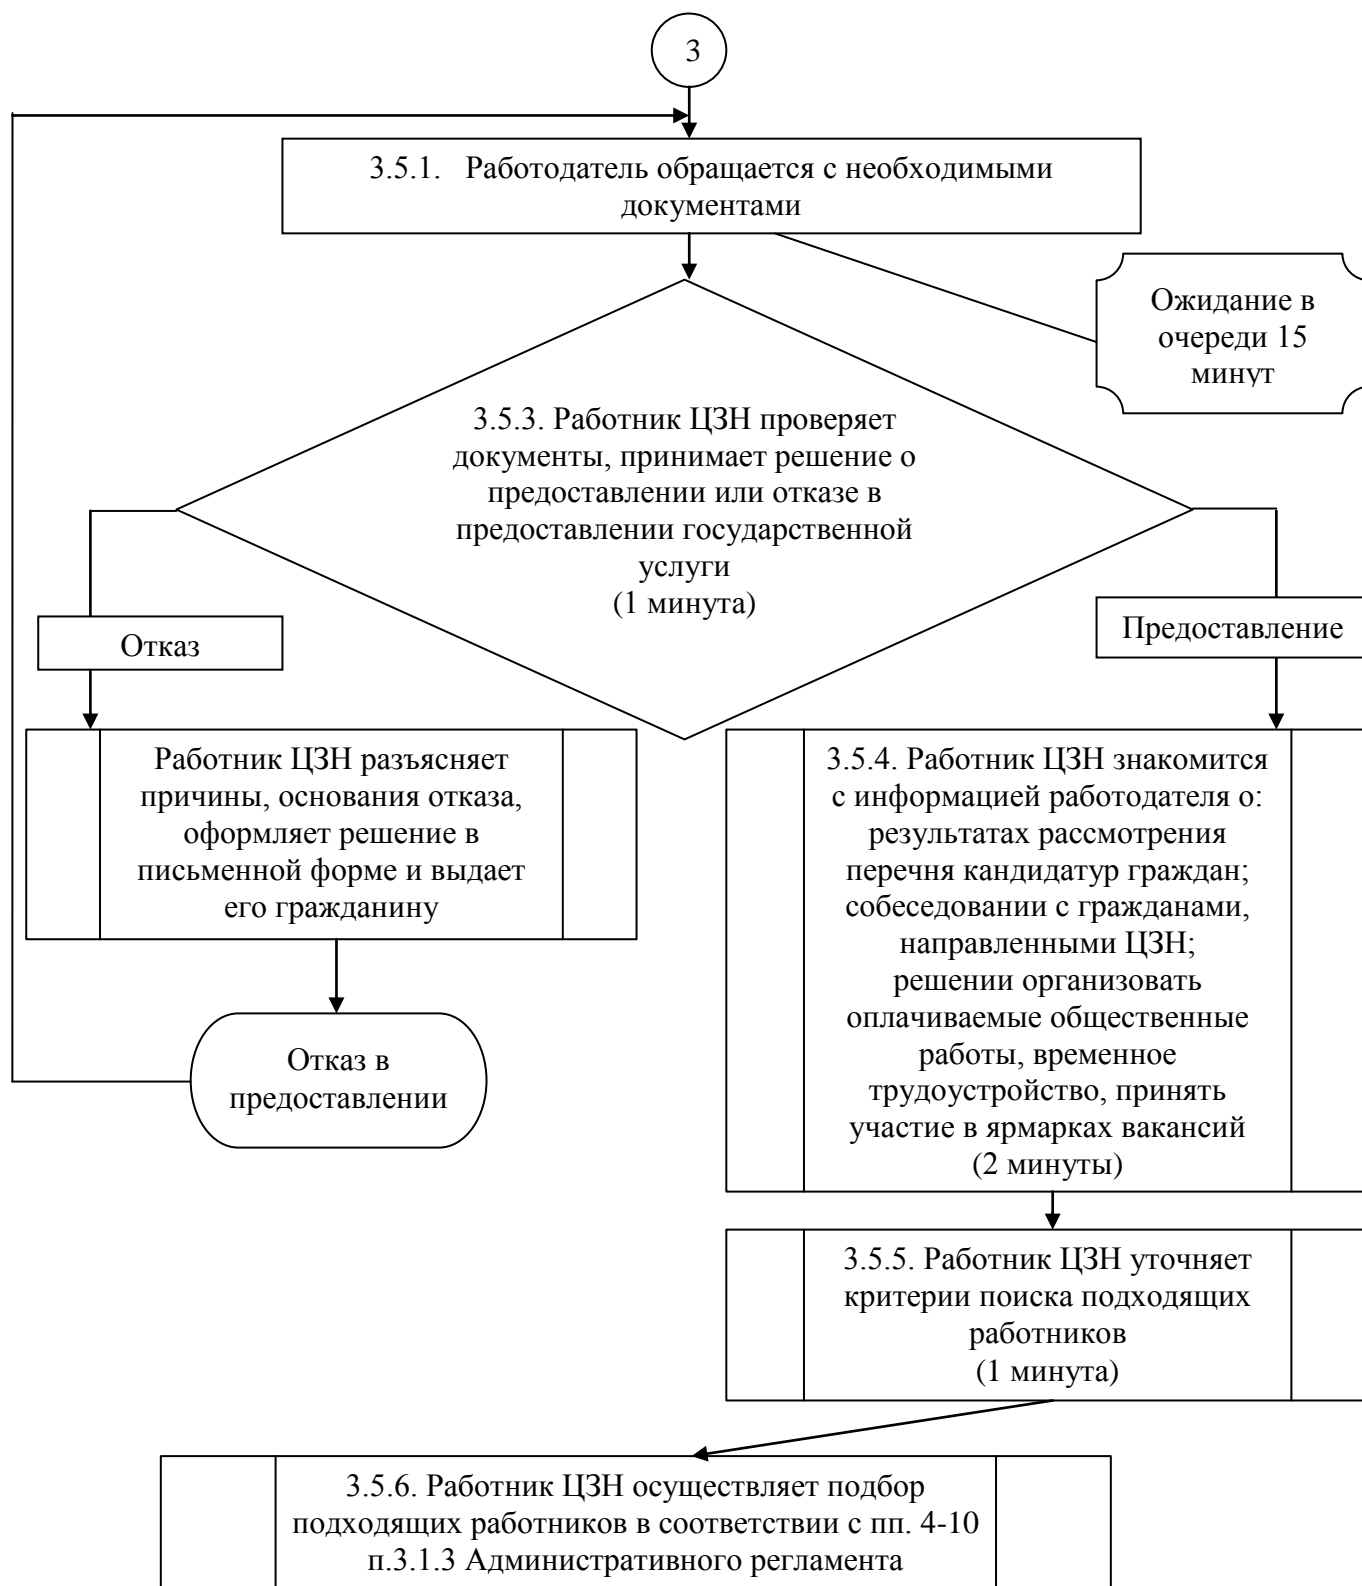 3
3.5.1. Работодатель обращается с необходимыми
документами
Ожидание в
очереди 15
минут
3.5.3. Работник ЦЗН проверяет
документы, принимает решение о
предоставлении или отказе в
предоставлении государственной
услуги
(1 минута)
Отказ
Предоставление
Работник ЦЗН разъясняет
причины, основания отказа,
оформляет решение в
письменной форме и выдает
его гражданину
Отказ в
предоставлении
3.5.4. Работник ЦЗН знакомится
с информацией работодателя о:
результатах рассмотрения
перечня кандидатур граждан;
собеседовании с гражданами,
направленными ЦЗН;
решении организовать
оплачиваемые общественные
работы, временное
трудоустройство, принять
участие в ярмарках вакансий
(2 минуты)
3.5.5. Работник ЦЗН уточняет
критерии поиска подходящих
работников
(1 минута)
3.5.6. Работник ЦЗН осуществляет подбор
подходящих работников в соответствии с пп. 4-10
п.3.1.3 Административного регламента